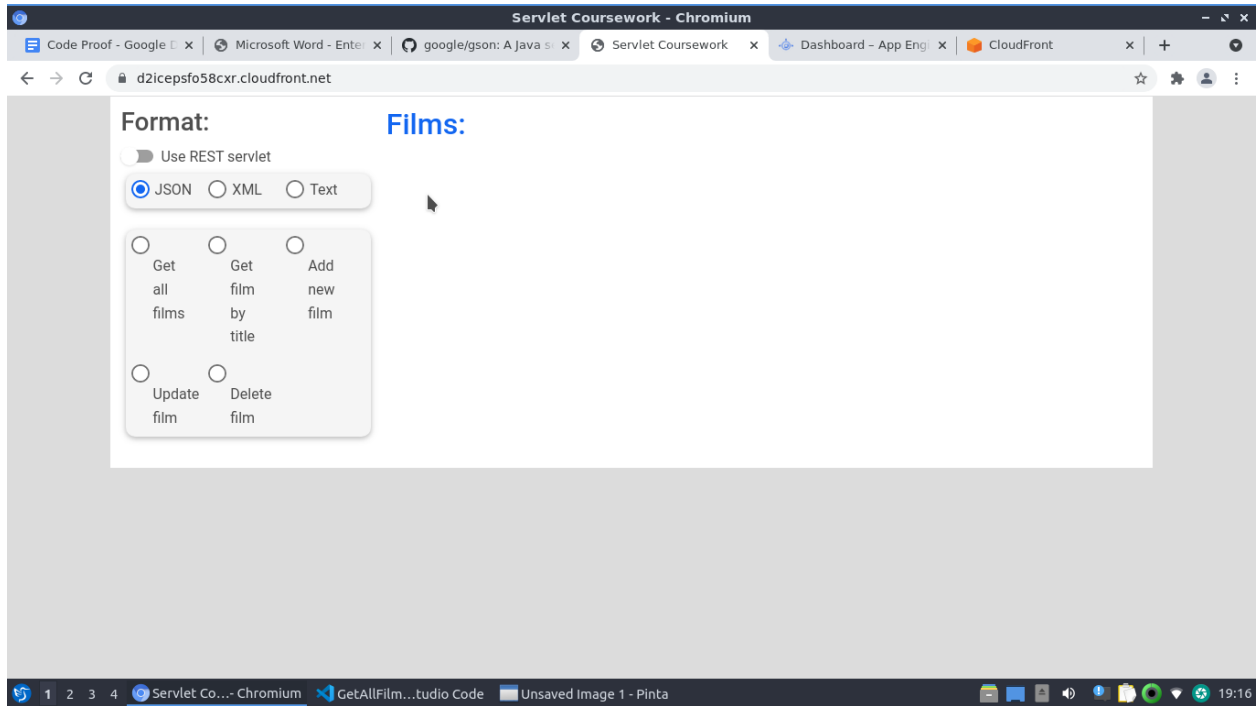 Servlet Coursework - Chromium
Code Proof - Google D
Microsoft Word - Enter
google/gson: A Java s
Servlet Coursework
Dashboard – App Engi
CloudFront
d2icepsfo58cxr.cloudfront.net
Format:
Films:
Use REST servlet
JSON
XML
Text
Get
all
films
Get
film
by
title
Add
new
film
Update
film
Delete
film
1 2 3 4
Servlet Co...- Chromium
GetAllFilm...tudio Code
Unsaved Image 1 - Pinta
19:16